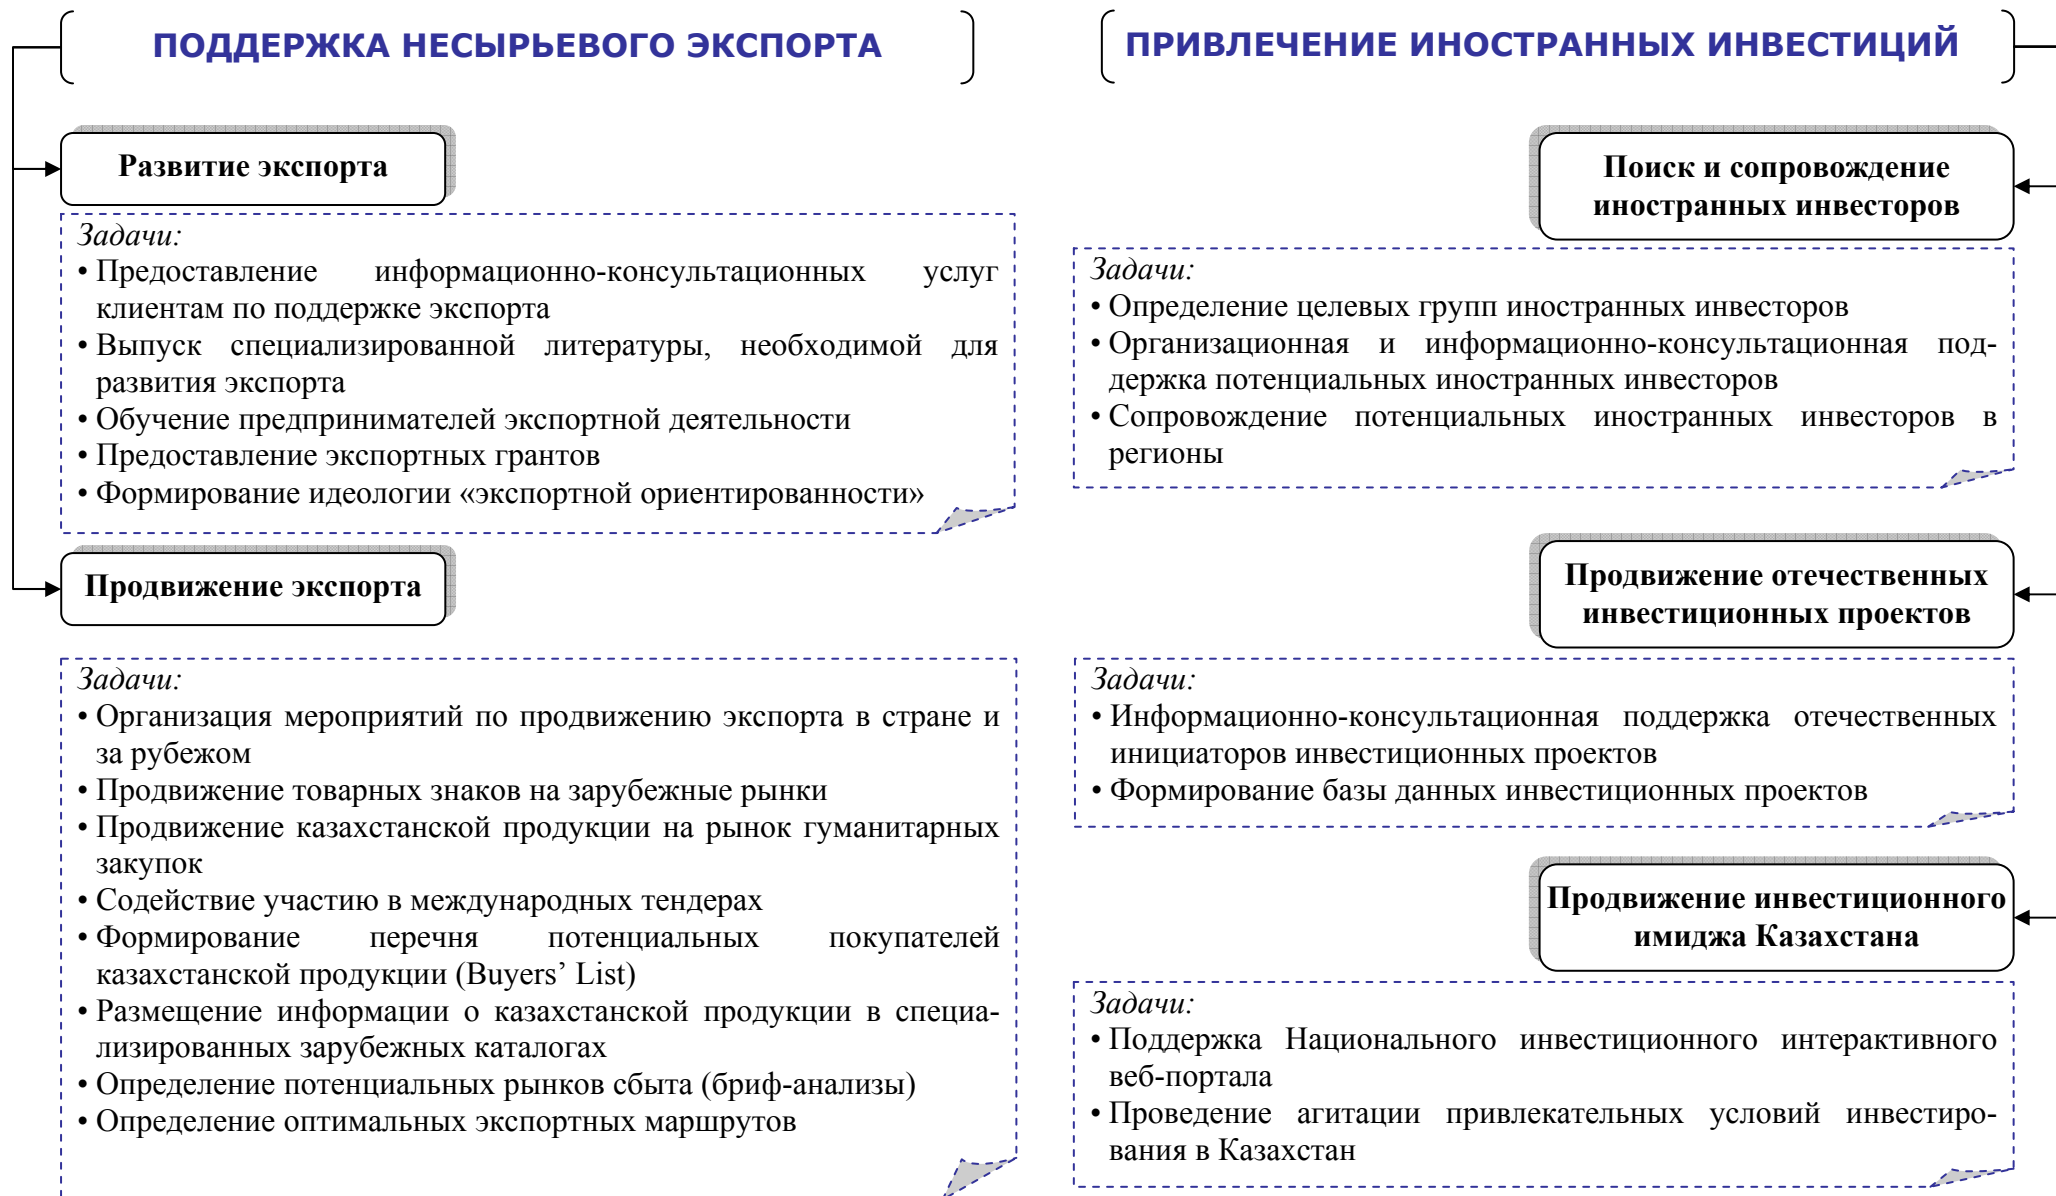 ПОДДЕРЖКА НЕСЫРЬЕВОГО ЭКСПОРТА
Развитие экспорта
Задачи:
• Предоставление информационно-консультационных услуг
клиентам по поддержке экспорта
• Выпуск специализированной литературы, необходимой для
развития экспорта
• Обучение предпринимателей экспортной деятельности
• Предоставление экспортных грантов
• Формирование идеологии «экспортной ориентированности»
Продвижение экспорта
Задачи:
• Организация мероприятий по продвижению экспорта в стране и
за рубежом
• Продвижение товарных знаков на зарубежные рынки
• Продвижение казахстанской продукции на рынок гуманитарных
закупок
• Содействие участию в международных тендерах
• Формирование перечня потенциальных покупателей
казахстанской продукции (Buyers’ List)
• Размещение информации о казахстанской продукции в специа-
лизированных зарубежных каталогах
• Определение потенциальных рынков сбыта (бриф-анализы)
• Определение оптимальных экспортных маршрутов
ПРИВЛЕЧЕНИЕ ИНОСТРАННЫХ ИНВЕСТИЦИЙ
Поиск и сопровождение
иностранных инвесторов
Задачи:
• Определение целевых групп иностранных инвесторов
• Организационная и информационно-консультационная под-
держка потенциальных иностранных инвесторов
• Сопровождение потенциальных иностранных инвесторов в
регионы
Продвижение отечественных
инвестиционных проектов
Задачи:
• Информационно-консультационная поддержка отечественных
инициаторов инвестиционных проектов
• Формирование базы данных инвестиционных проектов
Продвижение инвестиционного
имиджа Казахстана
Задачи:
• Поддержка Национального инвестиционного интерактивного
веб-портала
• Проведение агитации привлекательных условий инвестиро-
вания в Казахстан